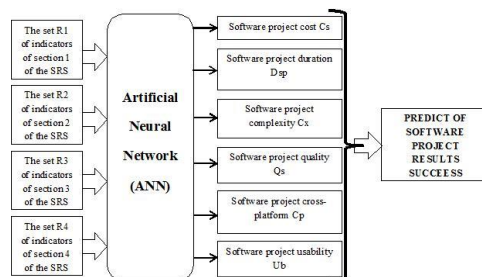 The set R1
of indicators
of section 1
of the SRS
The set R2
of indicators
of section 2
of the SRS
The set R3
of indicators
of section 3
of the SRS
The set R4
of indicators
of section 4
of the SRS
Artificial
Neural
Network
(ANN)
Software project cost Cs
Software project duration
Dsp
Software project
complexity Cx
Software project quality
Qs
Software project cross-
platform Cp
Software project usability
Ub
PREDICT OF
SOFTWARE
PROJECT
RESULTS
SUCCEESS